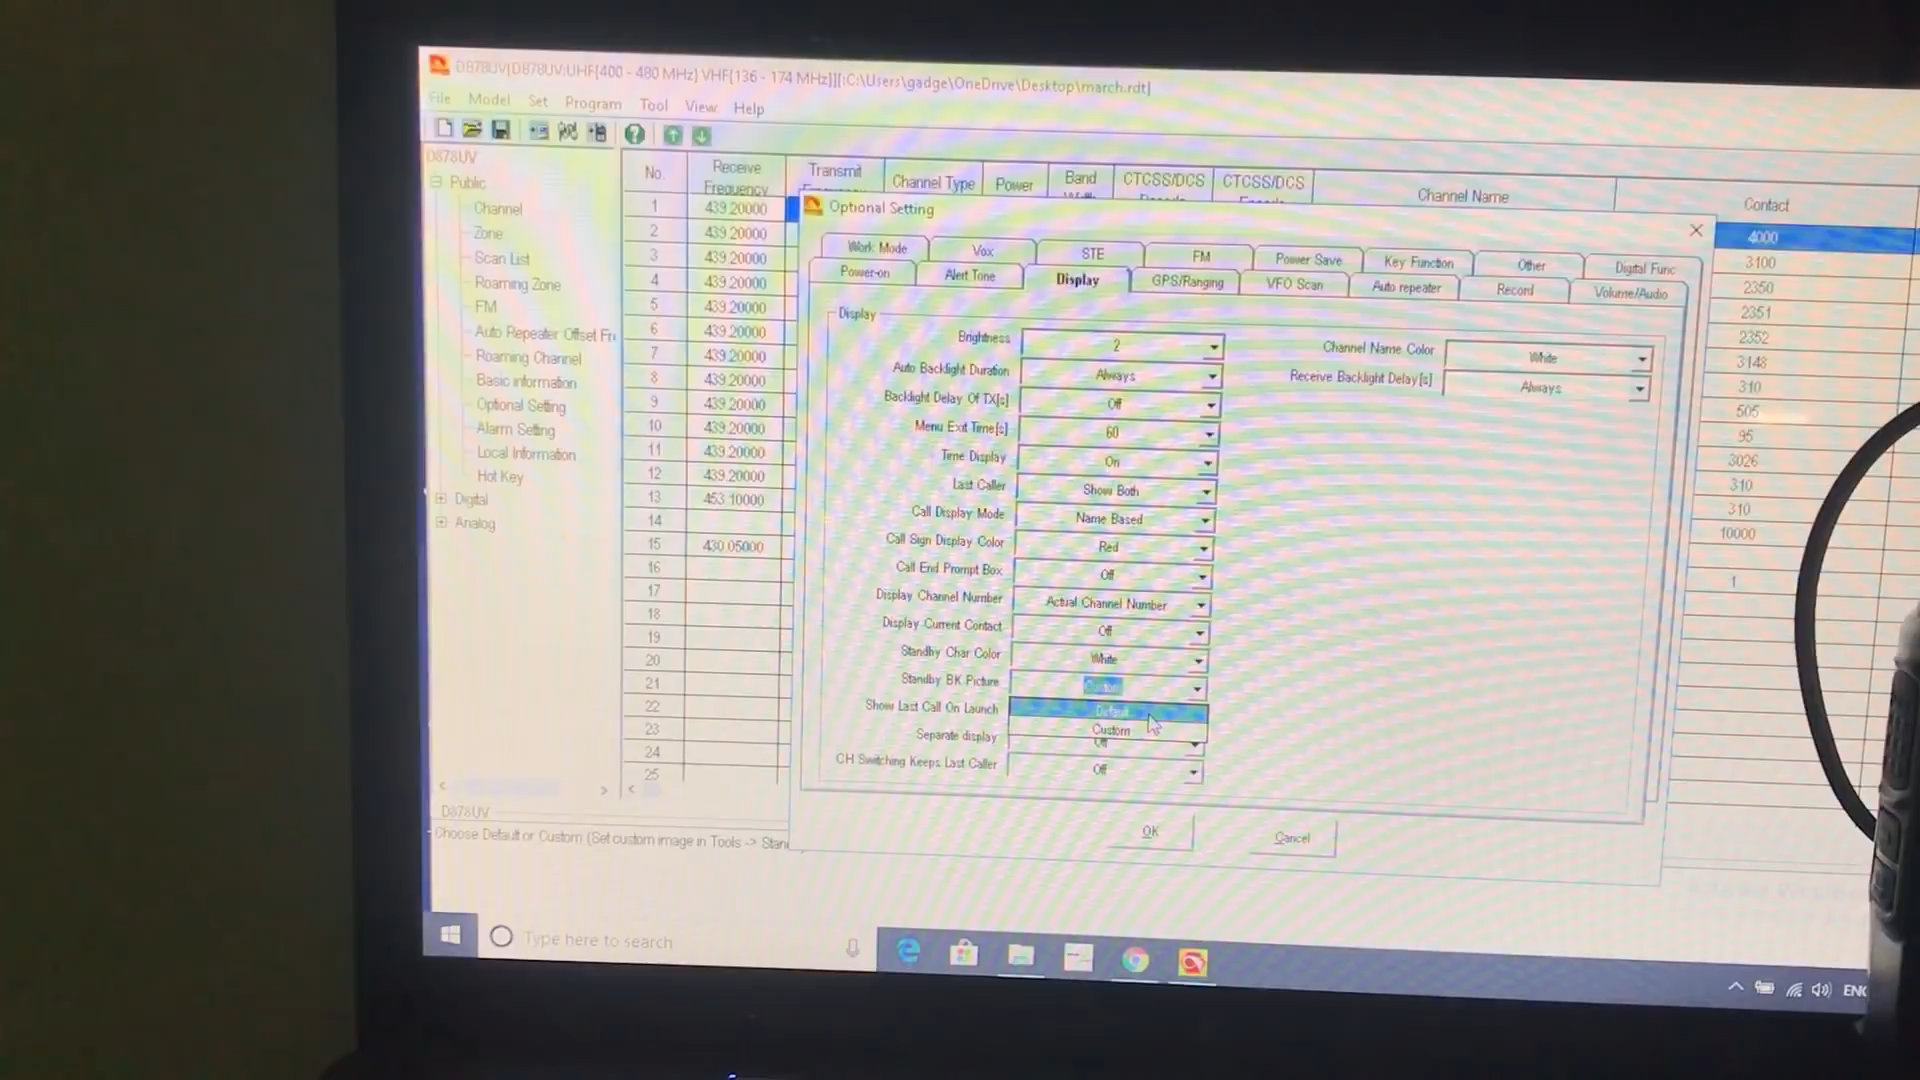 D878UV[D878UV:UHF[400 - 480 MHz] VHF[136 - 174 MHz]][:C:\Users\gadge\OneDrive\Desktop\march.rdt]
File Model Set Program Tool View Help
D878UV
Public
Channel
Zone
Scan List
Roaming Zone
FM
Auto Repeater Offset Fr
Roaming Channel
Basic information
Optional Setting
Alarm Setting
Local Information
Hot Key
Digital
Analog
No. Receive Frequency Transmit Channel Type Power Band CTCSS/DCS CTCSS/DCS Channel Name Contact
1 439.20000 4000
2 439.20000 3100
3 439.20000 2350
4 439.20000 2351
5 439.20000 2352
6 439.20000 3148
7 439.20000 310
8 439.20000 505
9 439.20000 95
10 439.20000 3026
11 439.20000 310
12 439.20000 310
13 453.10000 10000
14
15 430.05000 1
16
17
18
19
20
21
22
23
24
25
Optional Setting
Work Mode Vox STE FM Power Save Key Function Other Digital Func
Power-on Alert Tone Display GPS/Ranging VFO Scan Auto repeater Record Volume/Audio
Display
Brightness 2 Channel Name Color White
Auto Backlight Duration Always Receive Backlight Delay[s] Always
Backlight Delay Of TX[s] Off
Menu Exit Time[s] 60
Time Display On
Last Caller Show Both
Call Display Mode Name Based
Call Sign Display Color Red
Call End Prompt Box Off
Display Channel Number Actual Channel Number
Display Current Contact Off
Standby Char Color White
Standby BK Picture Custom
Show Last Call On Launch Default
Custom
Separate display Off
CH Switching Keeps Last Caller Off
OK Cancel
D878UV
Choose Default or Custom (Set custom image in Tools -> Stan
Type here to search
ENG